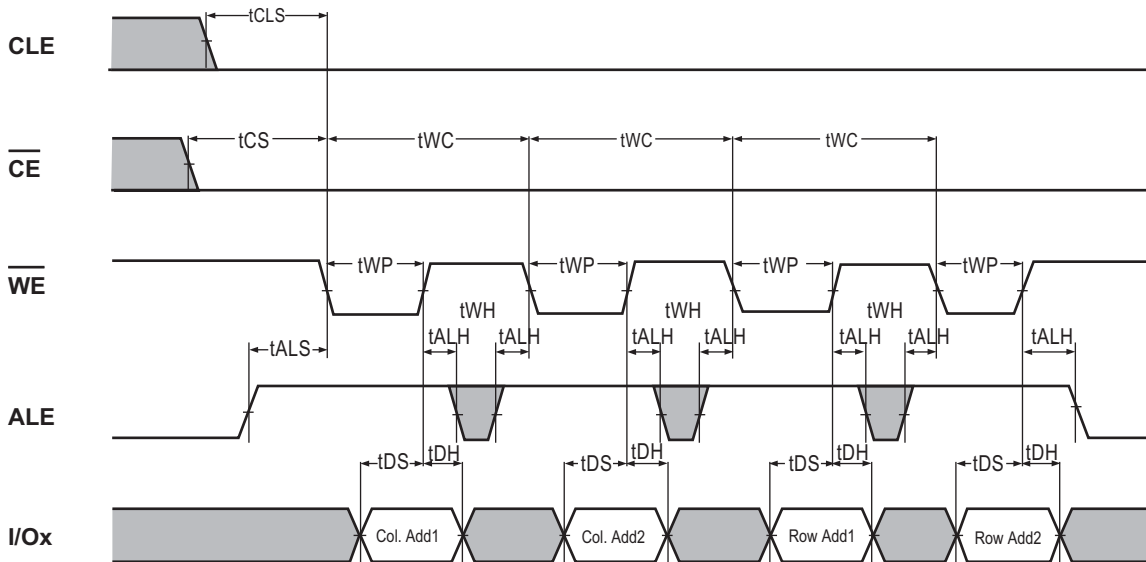 tCLS
CLE
tCS tWC tWC tWC
CE
tWP tWP tWP tWP
WE
tWH tWH tWH
tALH tALH tALH tALH tALH tALH tALH
tALS
ALE
tDS tDH tDS tDH tDS tDH tDS tDH
I/Ox Col. Add1 Col. Add2 Row Add1 Row Add2